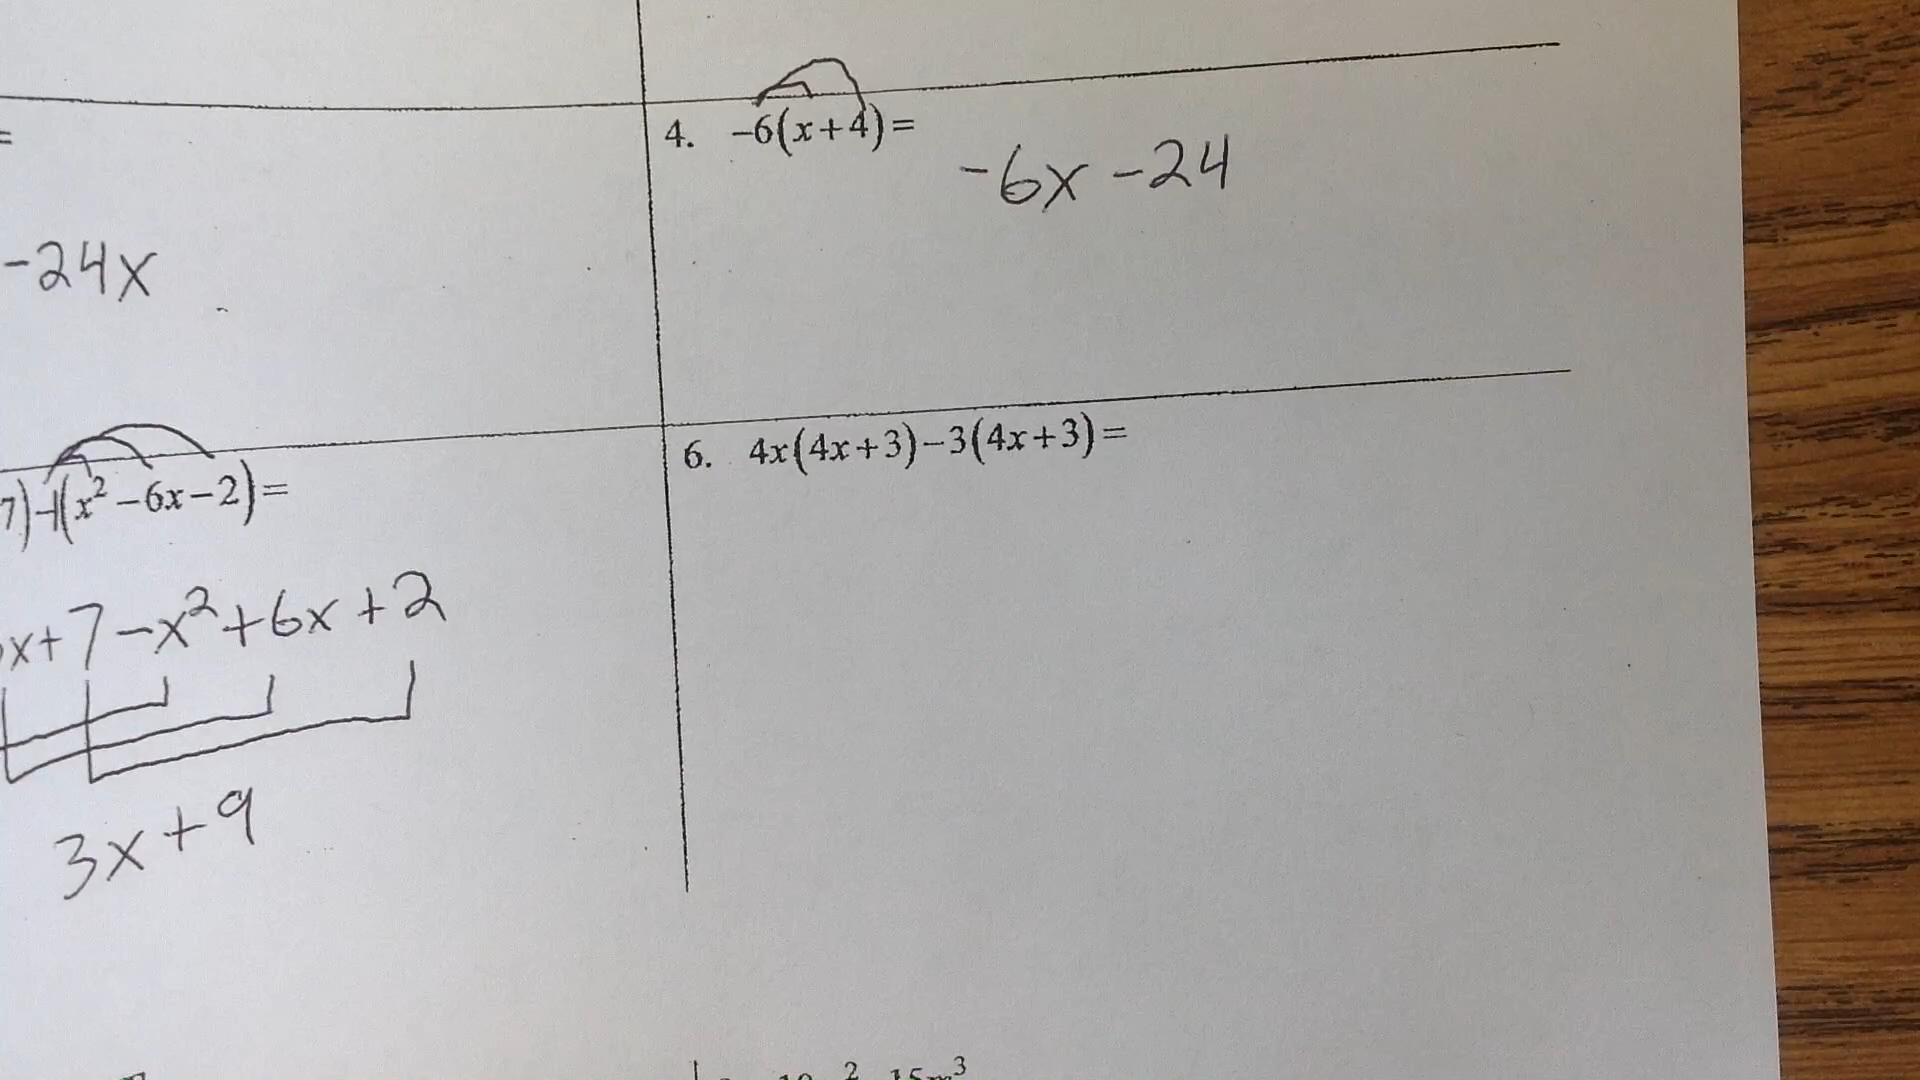 =
4. -6(x+4)=
-6x -24
-24x
7)-1(x² -6x-2)=
6. 4x(4x+3)-3(4x+3)=
x+7-x²+6x+2
3x+9